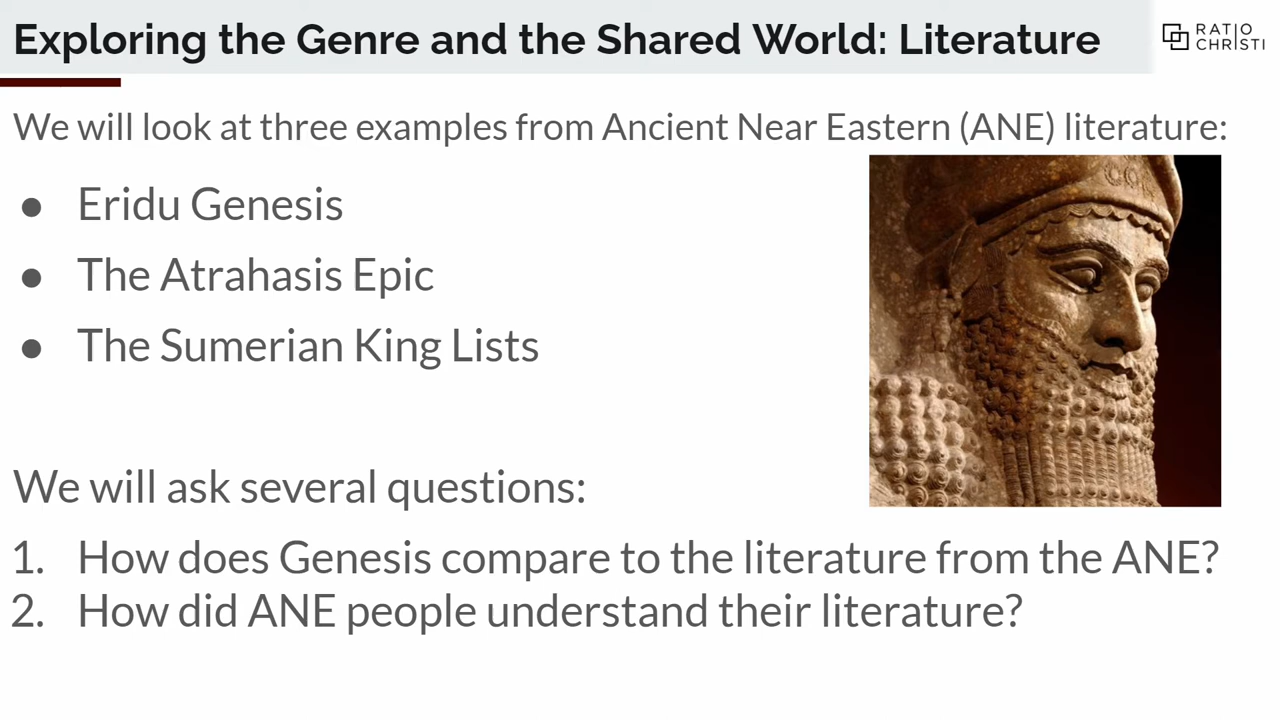 Exploring the Genre and the Shared World: Literature
RATIO
CHRISTI
We will look at three examples from Ancient Near Eastern (ANE) literature:
● Eridu Genesis
● The Atrahasis Epic
● The Sumerian King Lists
We will ask several questions:
1. How does Genesis compare to the literature from the ANE?
2. How did ANE people understand their literature?